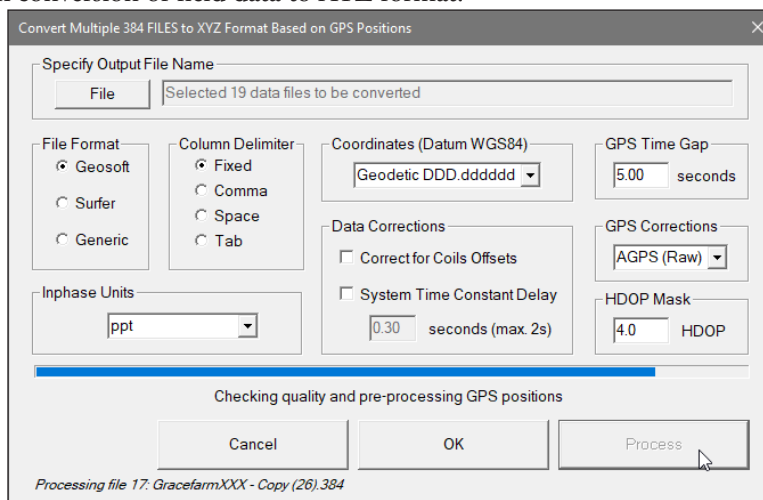 Convert Multiple 384 FILES to XYZ Format Based on GPS Positions
Specify Output File Name
File
Selected 19 data files to be converted
File Format
Geosoft
Surfer
Generic
Column Delimiter
Fixed
Comma
Space
Tab
Coordinates (Datum WGS84)
Geodetic DDD.dddddd
GPS Time Gap
5.00 seconds
Data Corrections
Correct for Coils Offsets
System Time Constant Delay
0.30 seconds (max. 2s)
GPS Corrections
AGPS (Raw)
Inphase Units
ppt
HDOP Mask
4.0 HDOP
Checking quality and pre-processing GPS positions
Cancel
OK
Process
Processing file 17: GracefarmXXX - Copy (26).384